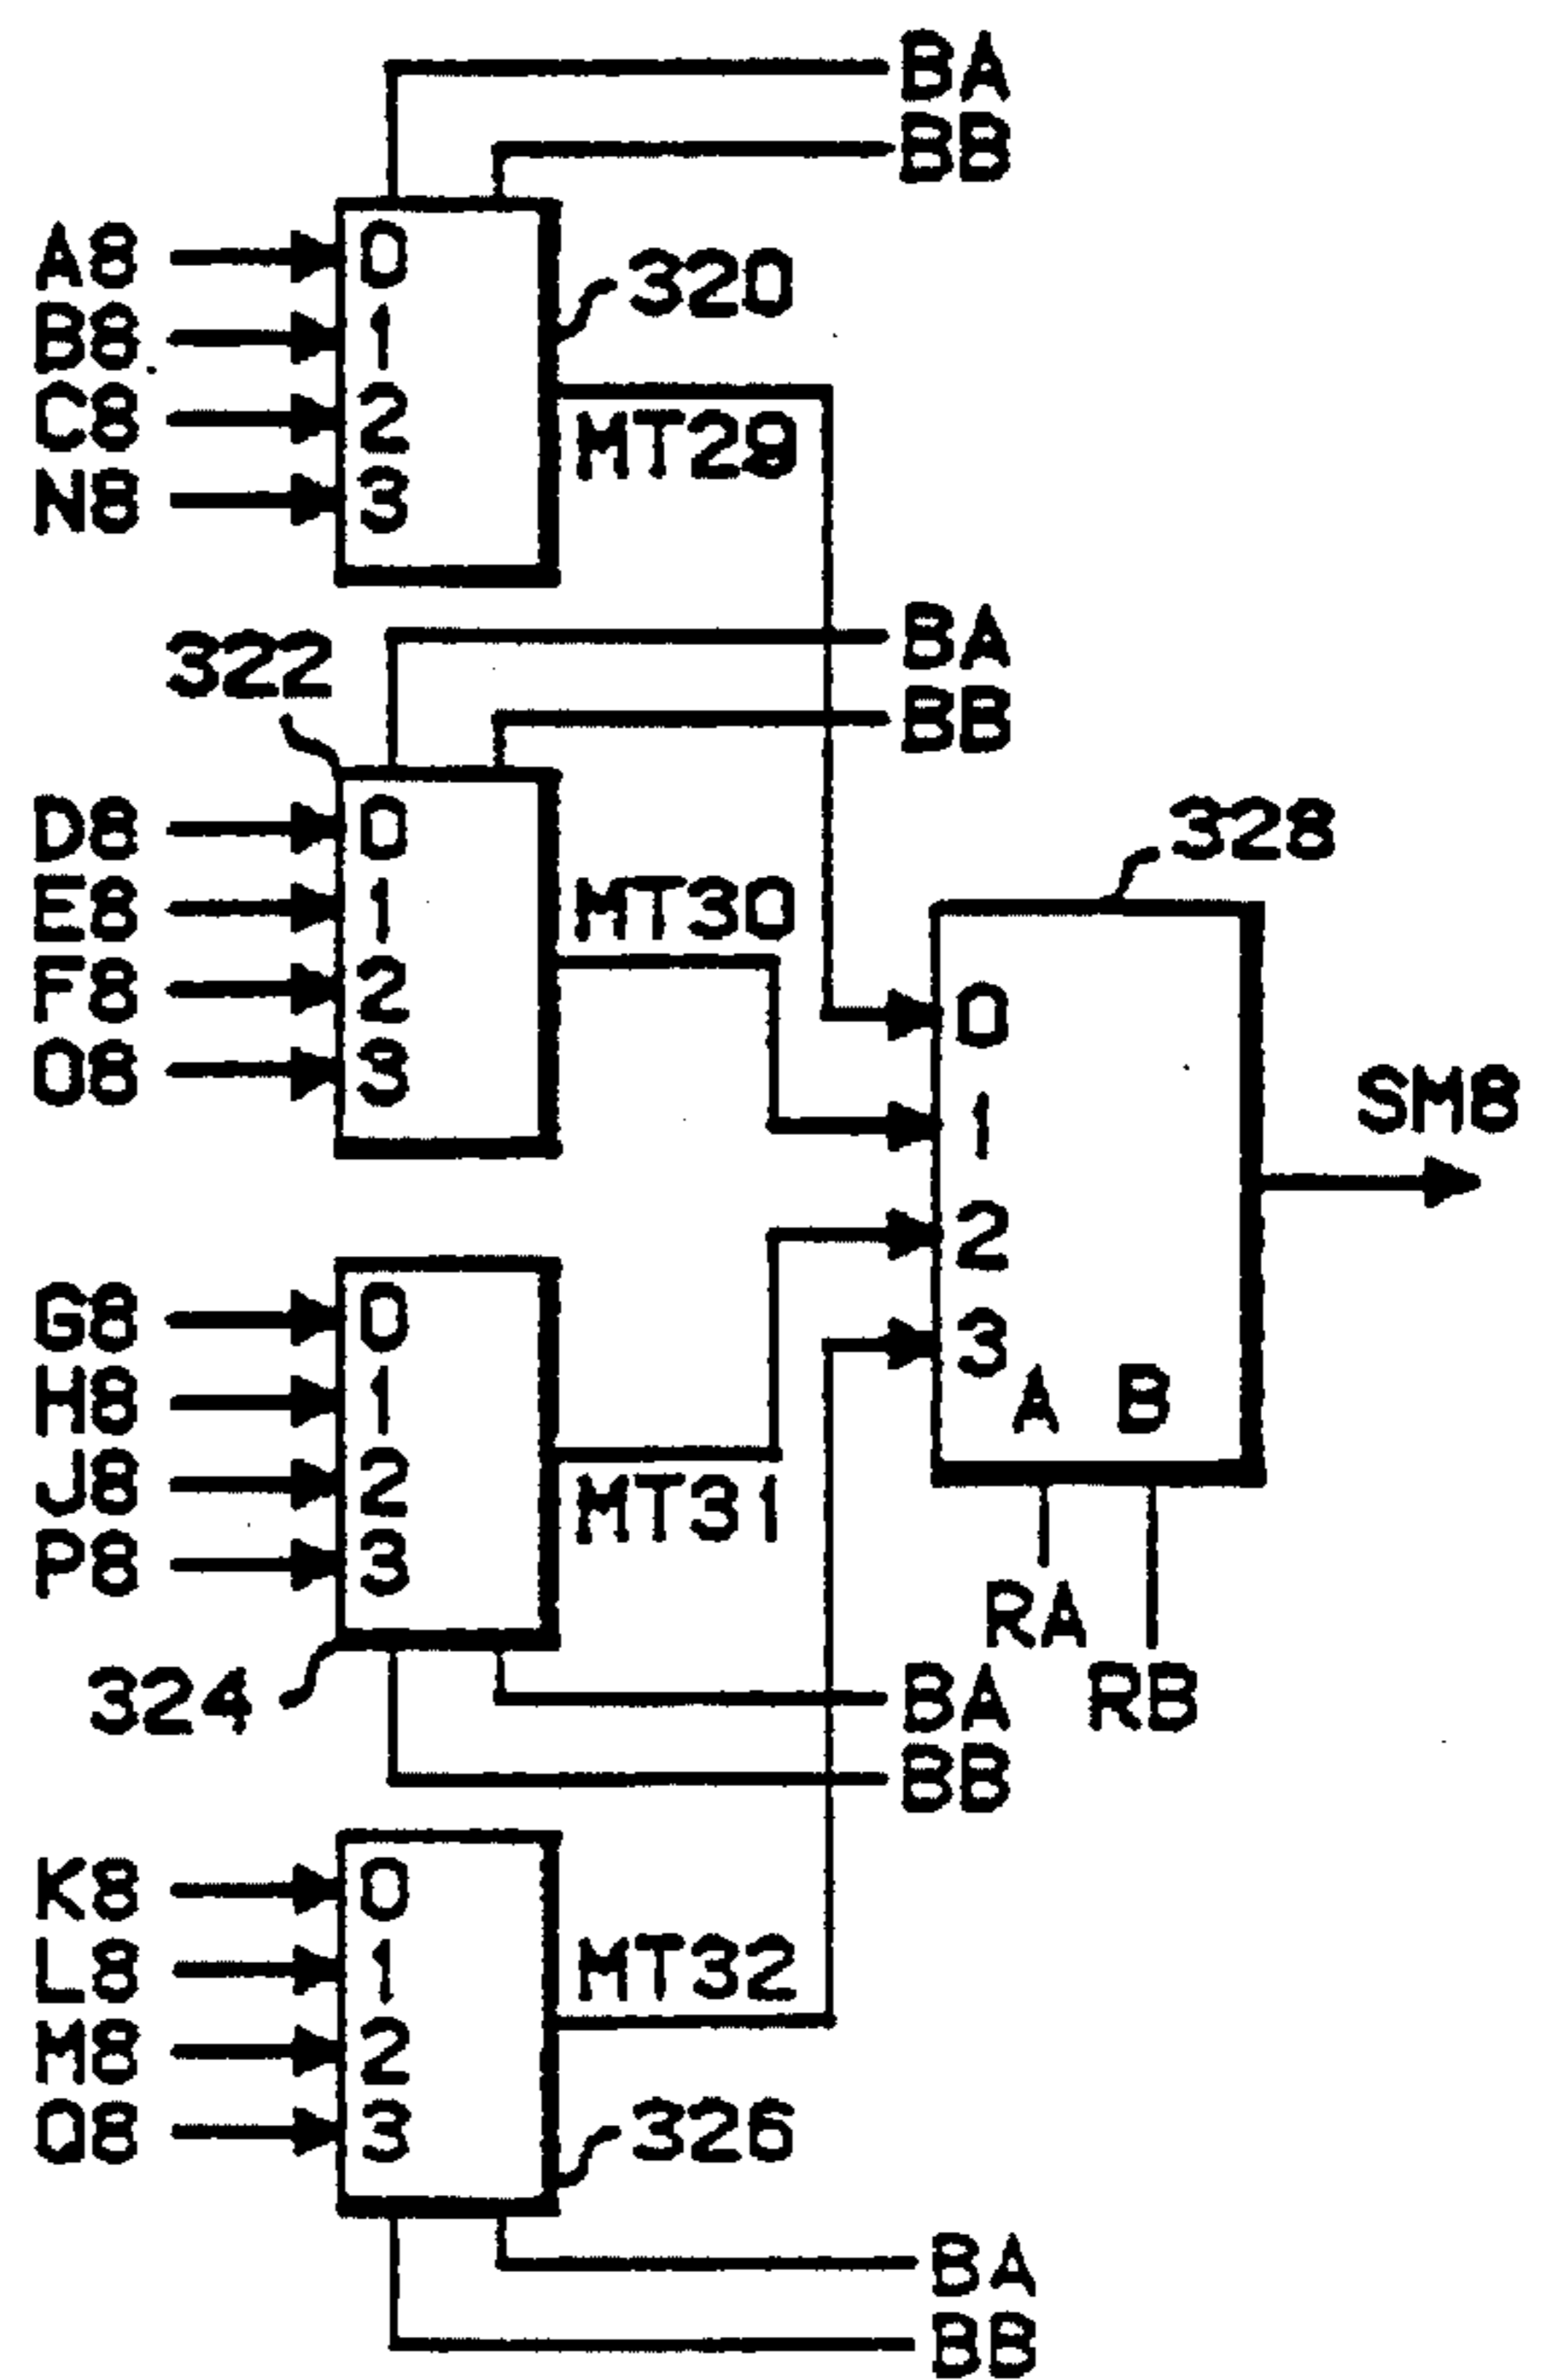 BA
BB
A8 0
B8 1
C8 2
N8 3
320
MT29
322
BA
BB
D8 0
E8 1
F8 2
O8 3
MT30
328
0
1
2
3
A B
SM8
G8 0
H8 1
J8 2
P8 3
MT31
324
RA
RB
BA
BB
K8 0
L8 1
M8 2
Q8 3
MT32
326
BA
BB